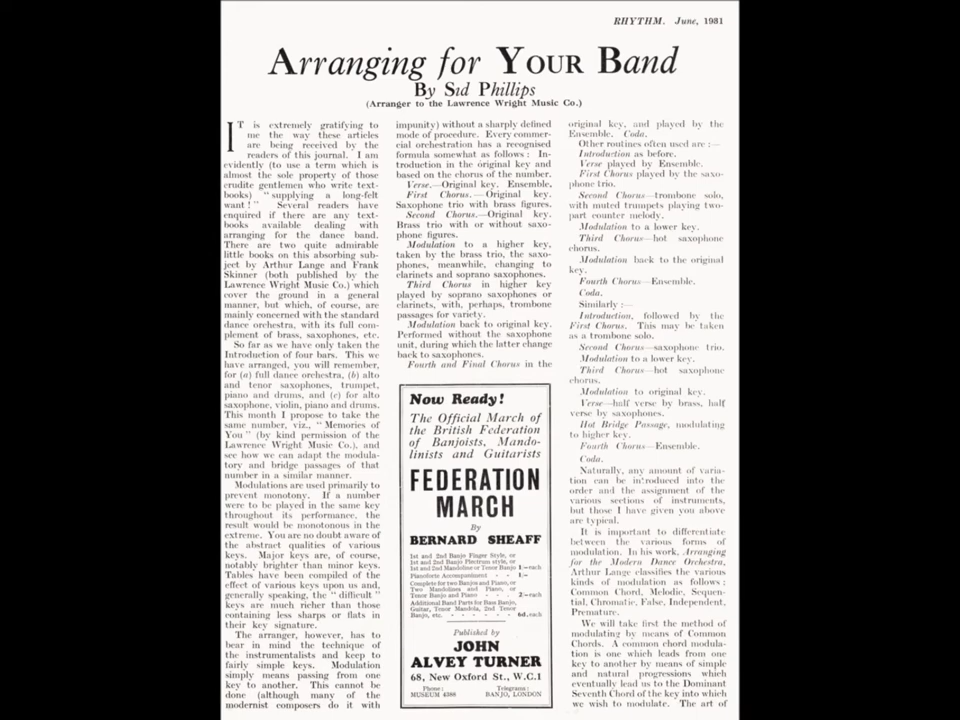 RHYTHM. June, 1931
Arranging for YOUR Band
By Sid Phillips
(Arranger to the Lawrence Wright Music Co.)
IT is extremely gratifying to
me the way these articles
are being received by the
readers of this journal. I am
evidently (to use a term which is
almost the sole property of those
erudite gentlemen who write text-
books) "supplying a long-felt
want!" Several readers have
enquired if there are any text-
books available dealing with
arranging for the dance band.
There are two quite admirable
little books on this absorbing sub-
ject by Arthur Lange and Frank
Skinner (both published by the
Lawrence Wright Music Co.) which
cover the ground in a general
manner, but which, of course, are
mainly concerned with the standard
dance orchestra, with its full com-
plement of brass, saxophones, etc.
So far as we have only taken the
Introduction of four bars. This we
have arranged, you will remember,
for (a) full dance orchestra, (b) alto
and tenor saxophones, trumpet,
piano and drums, and (c) for alto
saxophone, violin, piano and drums.
This month I propose to take the
same number, viz., "Memories of
You" (by kind permission of the
Lawrence Wright Music Co.), and
see how we can adapt the modula-
tory and bridge passages of that
number in a similar manner.
Modulations are used primarily to
prevent monotony. If a number
were to be played in the same key
throughout its performance, the
result would be monotonous in the
extreme. You are no doubt aware of
the abstract qualities of various
keys. Major keys are, of course,
notably brighter than minor keys.
Tables have been compiled of the
effect of various keys upon us and,
generally speaking, the "difficult"
keys are much richer than those
containing less sharps or flats in
their key signature.
The arranger, however, has to
bear in mind the technique of
the instrumentalists and keep to
fairly simple keys. Modulation
simply means passing from one
key to another. This cannot be
done (although many of the
modernist composers do it with
impunity) without a sharply defined
mode of procedure. Every commer-
cial orchestration has a recognised
formula somewhat as follows: In-
troduction in the original key and
based on the chorus of the number.
Verse.—Original key. Ensemble.
First Chorus.—Original key.
Saxophone trio with brass figures.
Second Chorus.—Original key.
Brass trio with or without saxo-
phone figures.
Modulation to a higher key,
taken by the brass trio, the saxo-
phones, meanwhile, changing to
clarinets and soprano saxophones.
Third Chorus in higher key
played by soprano saxophones or
clarinets, with, perhaps, trombone
passages for variety.
Modulation back to original key.
Performed without the saxophone
unit, during which the latter change
back to saxophones.
Fourth and Final Chorus in the
Now Ready!
The Official March of
the British Federation
of Banjoists, Mando-
linists and Guitarists
FEDERATION
MARCH
By
BERNARD SHEAFF
1st and 2nd Banjo Finger Style, or
1st and 2nd Banjo Plectrum style, or
1st and 2nd Mandoline or Tenor Banjo 1/-each
Pianoforte Accompaniment - - 1/-
Complete for two Banjos and Piano, or
Two Mandolines and Piano, or
Tenor Banjo and Piano - - - 2/-each
Additional Band Parts for Bass Banjo,
Guitar, Tenor Mandola, 2nd Tenor
Banjo, etc. - - - - - - 6d.each
Published by
JOHN
ALVEY TURNER
68, New Oxford St., W.C.1
Phone: Telegrams:
MUSEUM 4366 BANJO, LONDON
original key, and played by the
Ensemble. Coda.
Other routines often used are:—
Introduction as before.
Verse played by Ensemble.
First Chorus played by the saxo-
phone trio.
Second Chorus—trombone solo,
with muted trumpets playing two-
part counter melody.
Modulation to a lower key.
Third Chorus—hot saxophone
chorus.
Modulation back to the original
key.
Fourth Chorus—Ensemble.
Coda.
Similarly:—
Introduction, followed by the
First Chorus. This may be taken
as a trombone solo.
Second Chorus—saxophone trio.
Modulation to a lower key.
Third Chorus—hot saxophone
chorus.
Modulation to original key.
Verse—half verse by brass, half
verse by saxophones.
Hot Bridge Passage, modulating
to higher key.
Fourth Chorus—Ensemble.
Coda.
Naturally, any amount of varia-
tion can be introduced into the
order and the assignment of the
various sections of instruments,
but those I have given you above
are typical.
It is important to differentiate
between the various forms of
modulation. In his work, Arranging
for the Modern Dance Orchestra,
Arthur Lange classifies the various
kinds of modulation as follows:
Common Chord, Melodic, Sequen-
tial, Chromatic, False, Independent,
Premature.
We will take first the method of
modulating by means of Common
Chords. A common chord modula-
tion is one which leads from one
key to another by means of simple
and natural progressions which
eventually lead us to the Dominant
Seventh Chord of the key into which
we wish to modulate. The art of